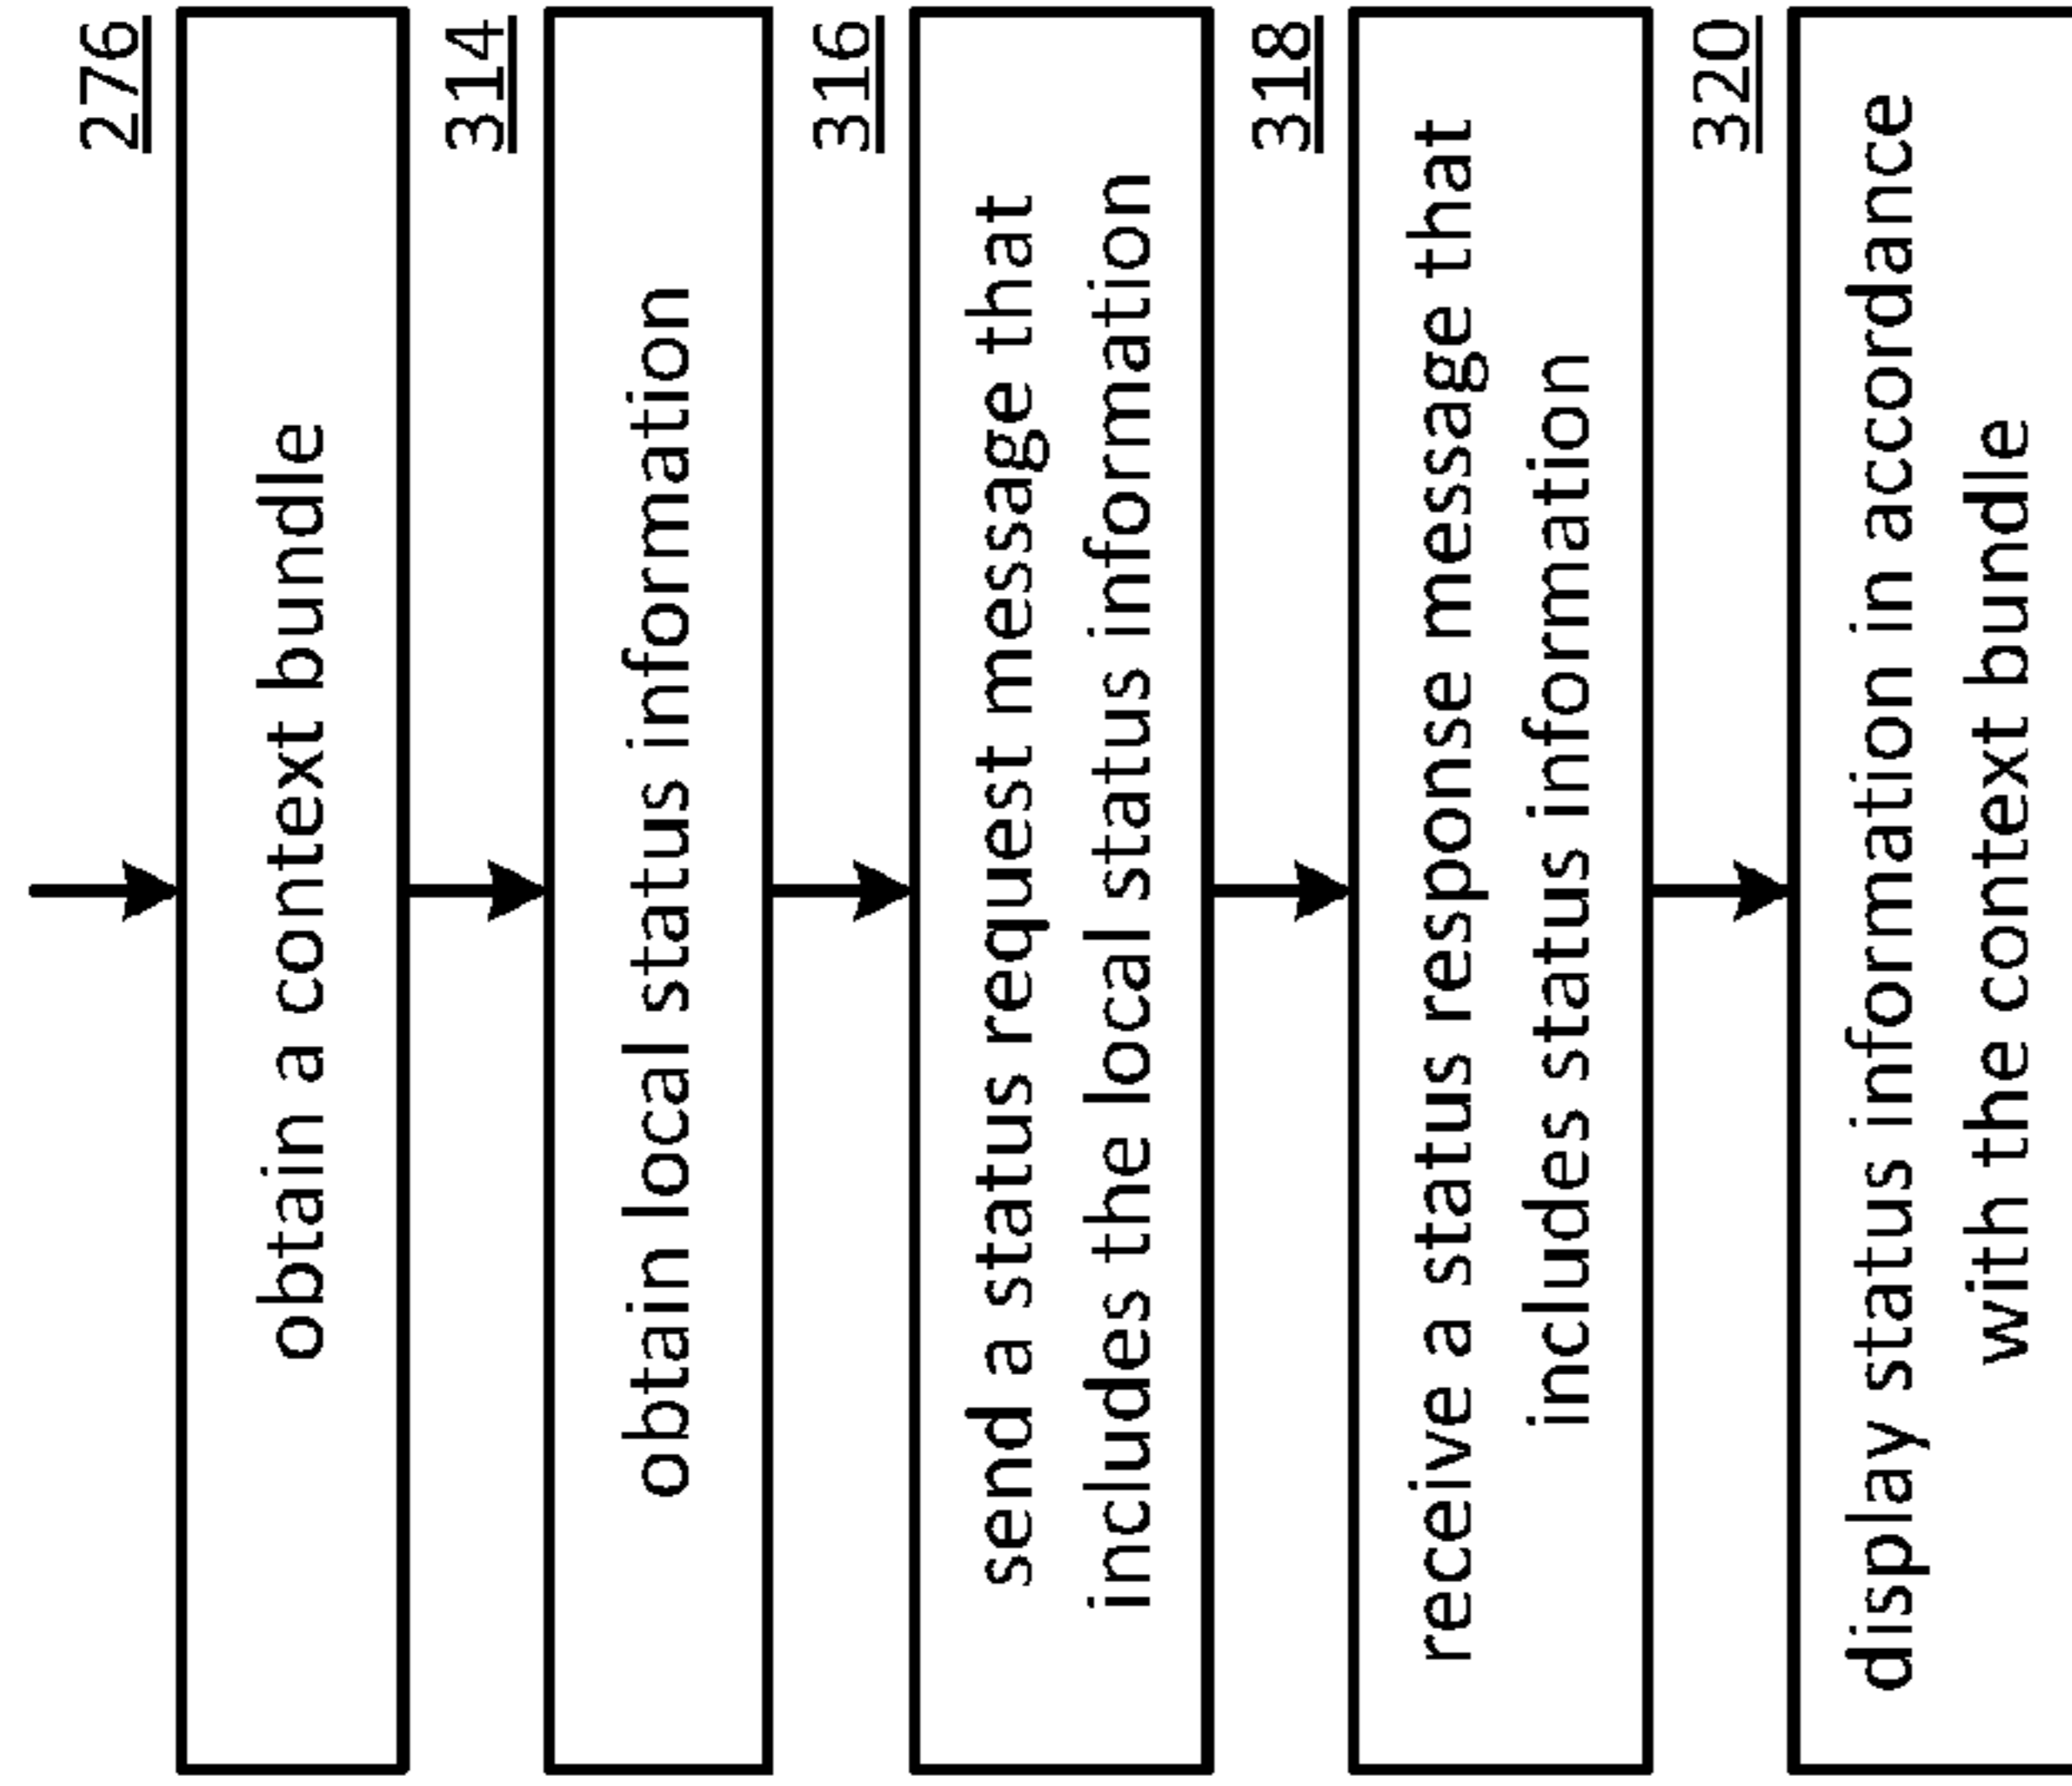 276
obtain a context bundle
314
obtain local status information
316
send a status request message that
includes the local status information
318
receive a status response message that
includes status information
320
display status information in accordance
with the context bundle